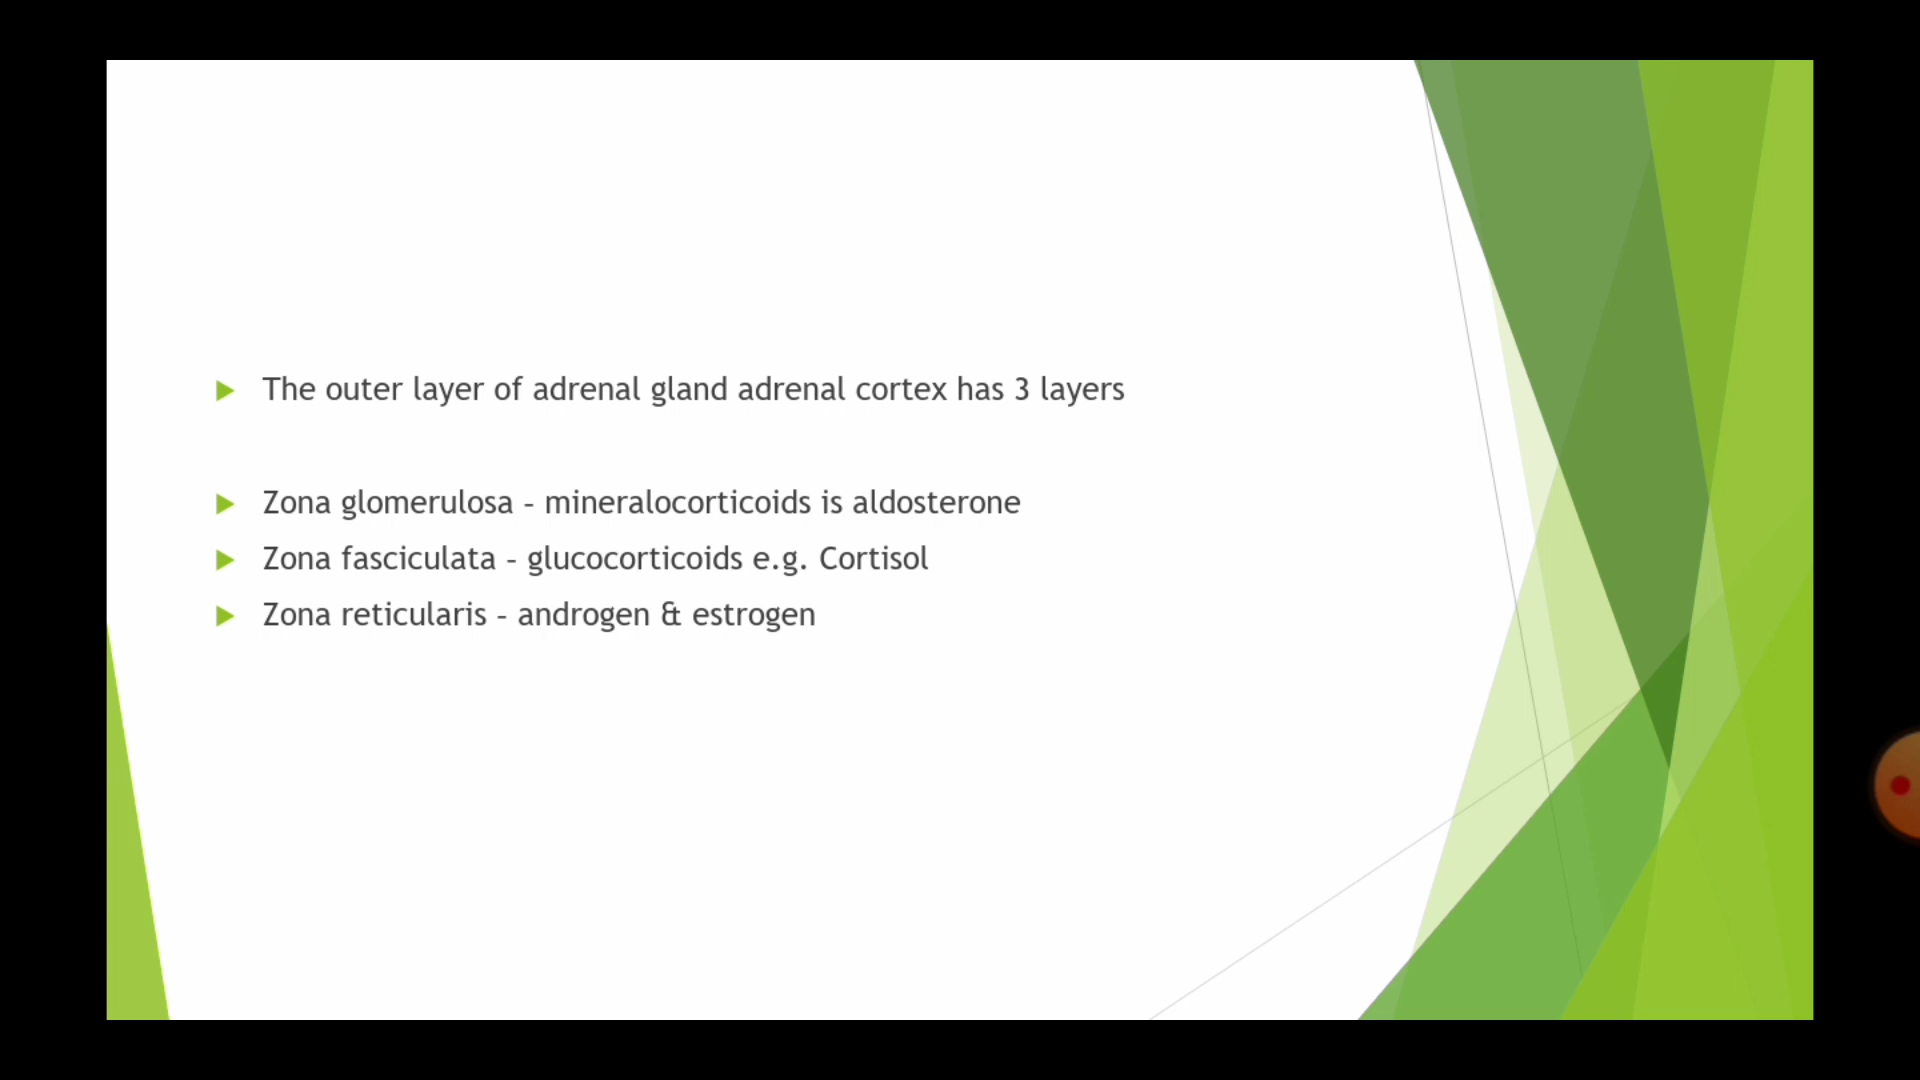 The outer layer of adrenal gland adrenal cortex has 3 layers
Zona glomerulosa - mineralocorticoids is aldosterone
Zona fasciculata - glucocorticoids e.g. Cortisol
Zona reticularis - androgen & estrogen